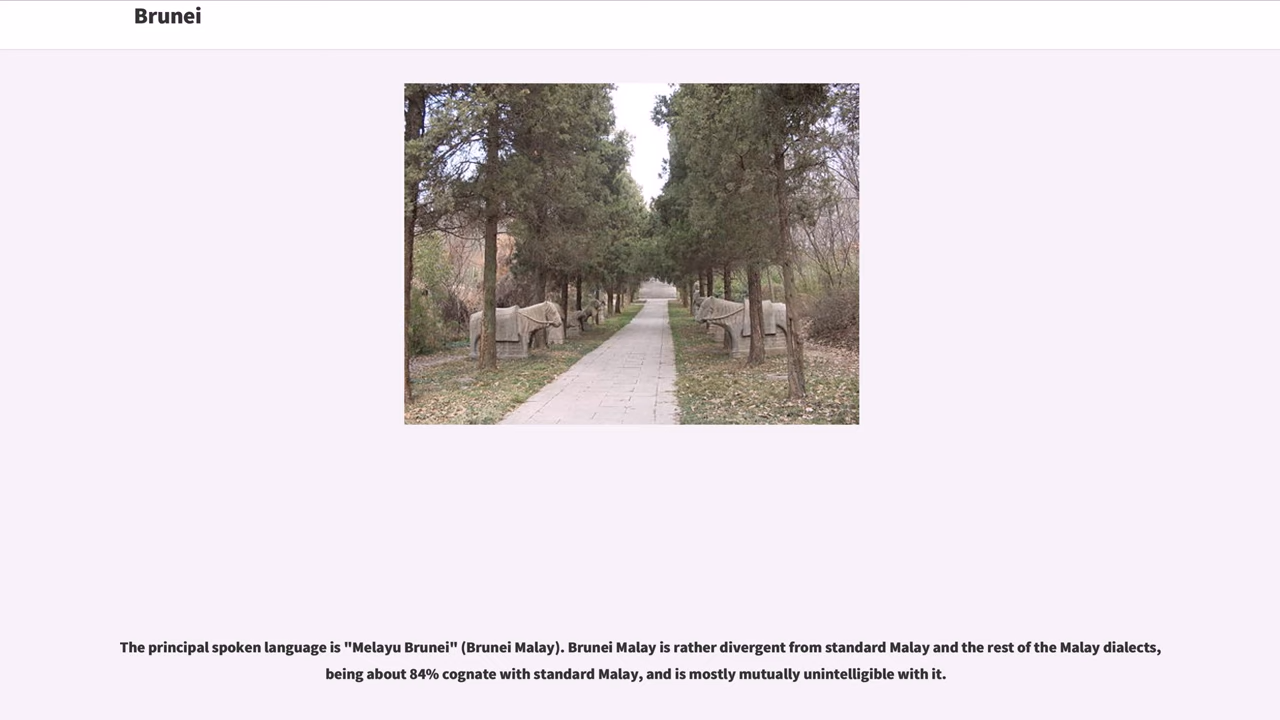 Brunei
The principal spoken language is "Melayu Brunei" (Brunei Malay). Brunei Malay is rather divergent from standard Malay and the rest of the Malay dialects,
being about 84% cognate with standard Malay, and is mostly mutually unintelligible with it.